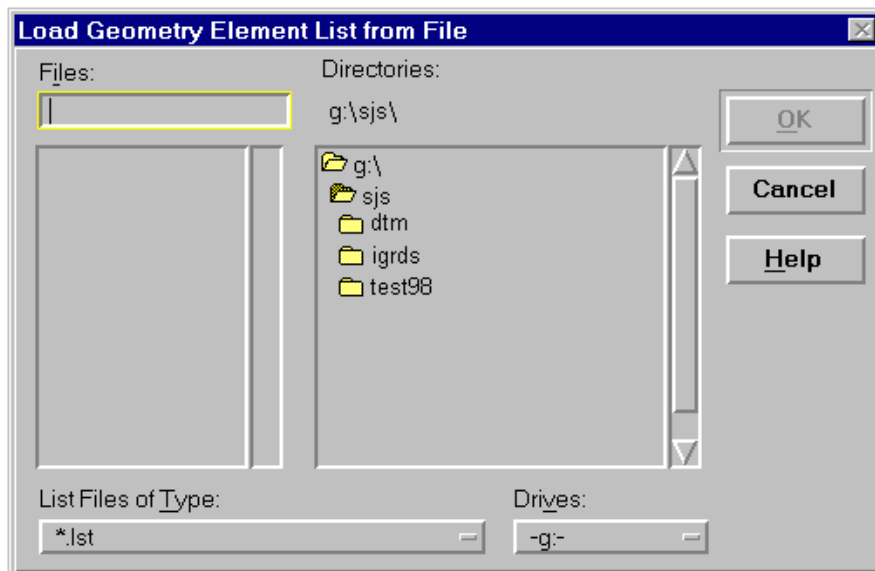 Load Geometry Element List from File
Files:
Directories:
g:\sjs\
OK
g:\
sjs
dtm
igrds
test98
Cancel
Help
List Files of Type:
*.lst
Drives:
-g:-